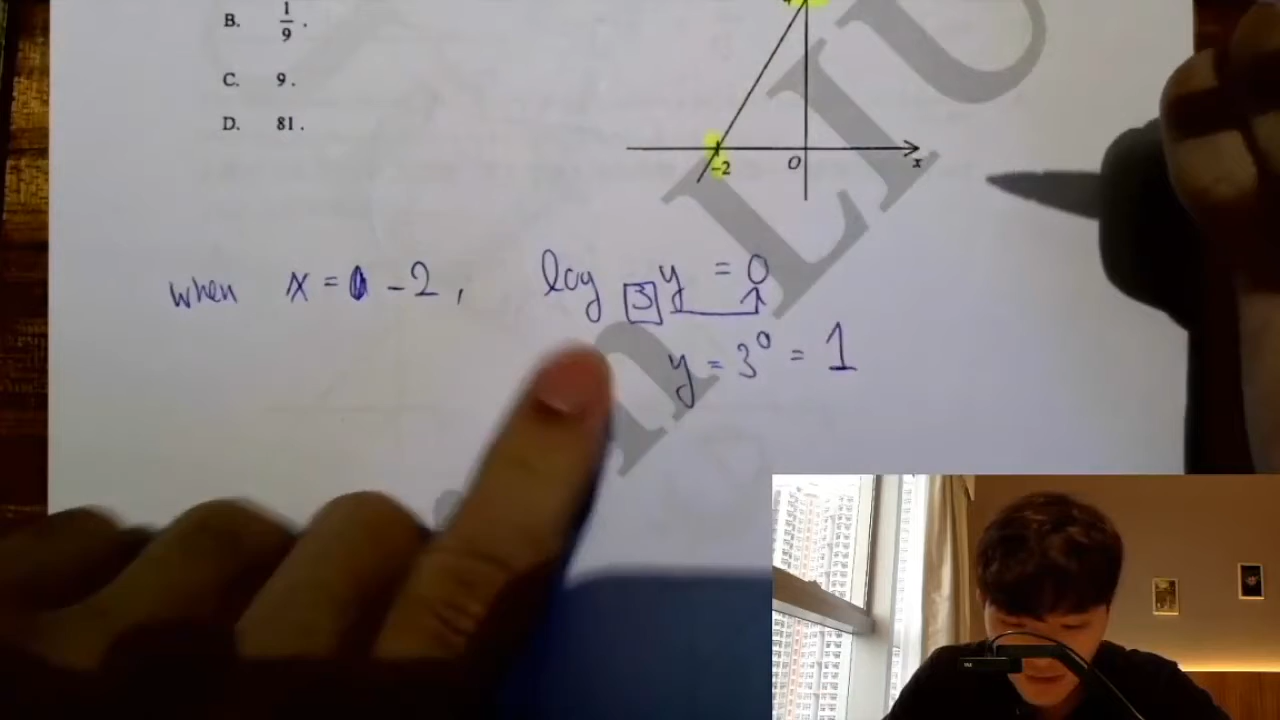 B. 1/9 .
C. 9 .
D. 81 .
-2 O x
when x = -2 , log 3 y = 0
y = 3⁰ = 1